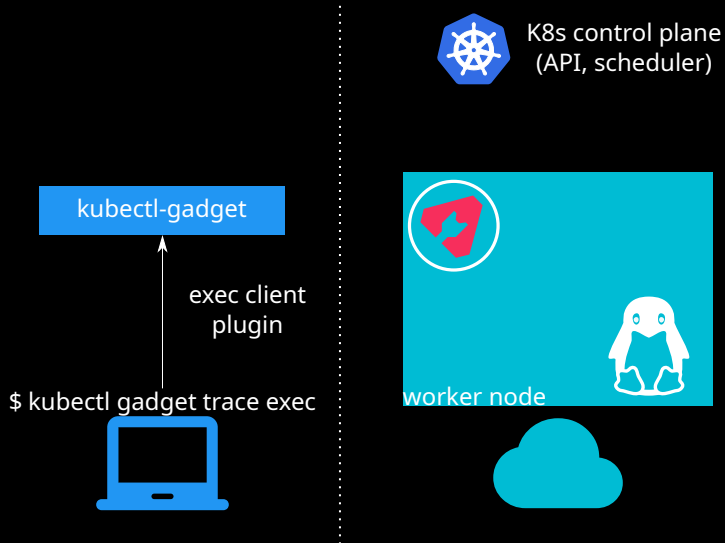 K8s control plane
(API, scheduler)
kubectl-gadget
exec client
plugin
$ kubectl gadget trace exec
worker node